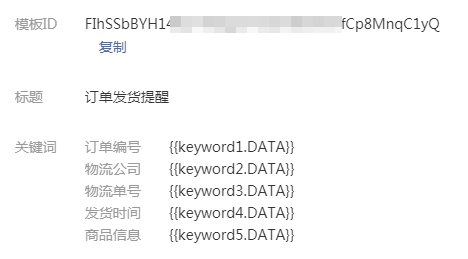 模板ID FIhSSbBYH14 fCp8MnqC1yQ
复制
标题 订单发货提醒
关键词 订单编号 {{keyword1.DATA}}
物流公司 {{keyword2.DATA}}
物流单号 {{keyword3.DATA}}
发货时间 {{keyword4.DATA}}
商品信息 {{keyword5.DATA}}